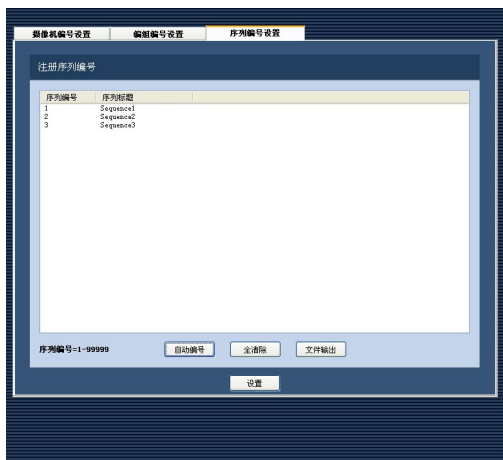 摄像机编号设置 编组编号设置 序列编号设置
注册序列编号
序列编号 序列标题
1 Sequence1
2 Sequence2
3 Sequence3
序列编号=1-99999 自动编号 全清除 文件输出
设置